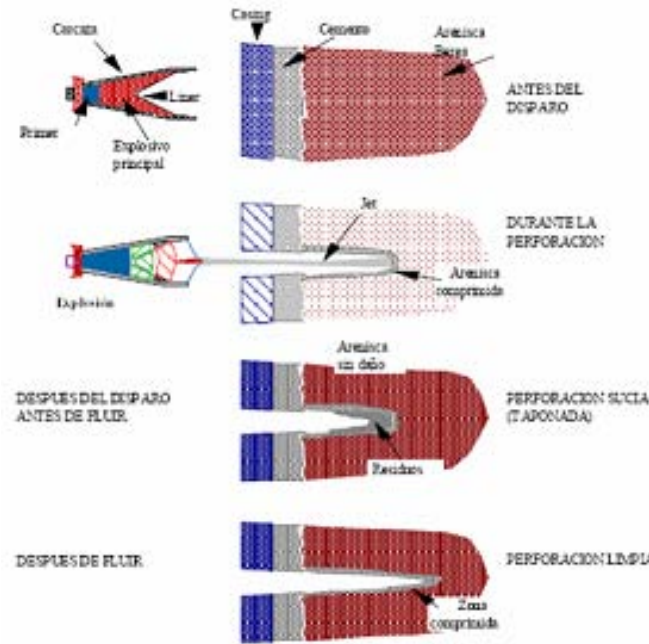 Casing
Carcaza
Cemento
Arenisca
Liner
ANTES DEL
DISPARO
Primer
Explosivo
principal
Jet
DURANTE LA
PERFORACION
Arenisca
comprimida
Explosión
Arenisca
sin daño
DESPUES DEL DISPARO
ANTES DE FLUIR
PERFORACION SUCIA
(TAPONADA)
Residuos
DESPUES DE FLUIR
PERFORACION LIMPIA
Zona
comprimida